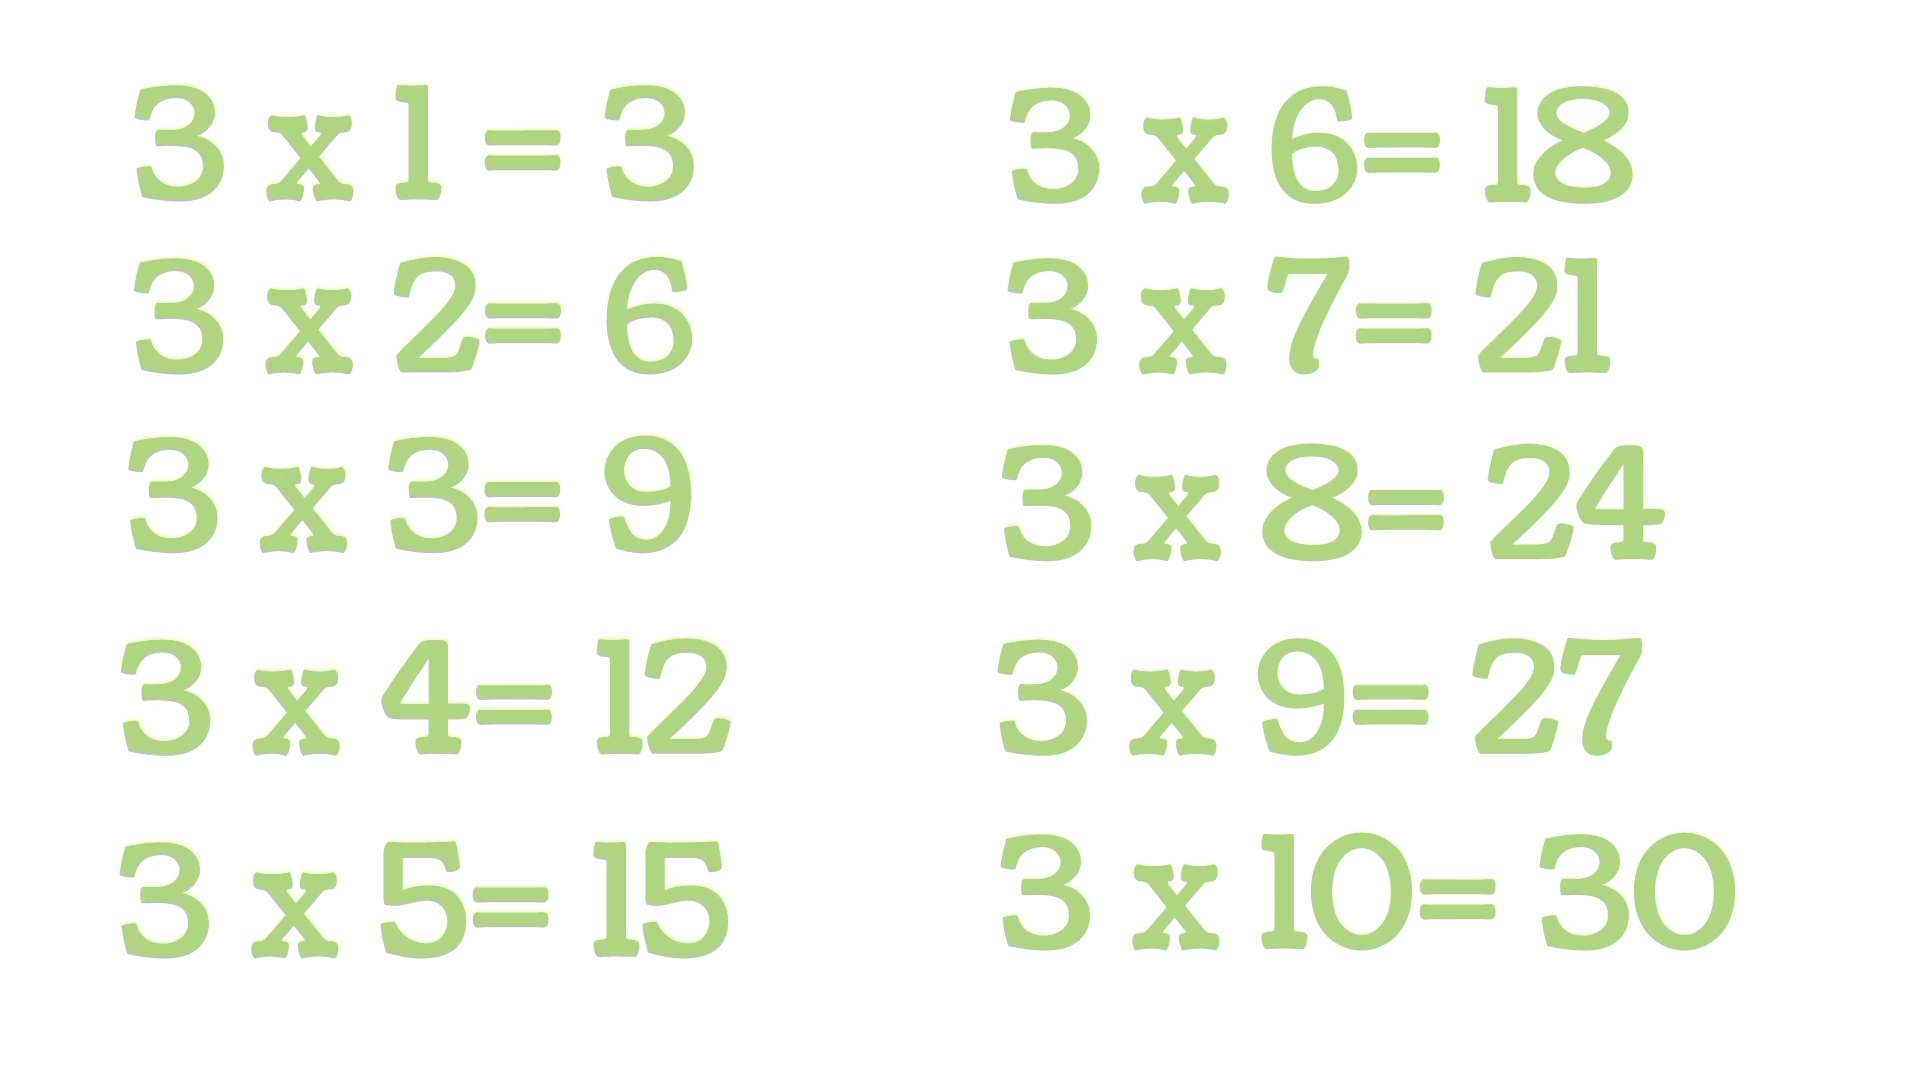 3 x 1 = 3
3 x 2= 6
3 x 3= 9
3 x 4= 12
3 x 5= 15
3 x 6= 18
3 x 7= 21
3 x 8= 24
3 x 9= 27
3 x 10= 30